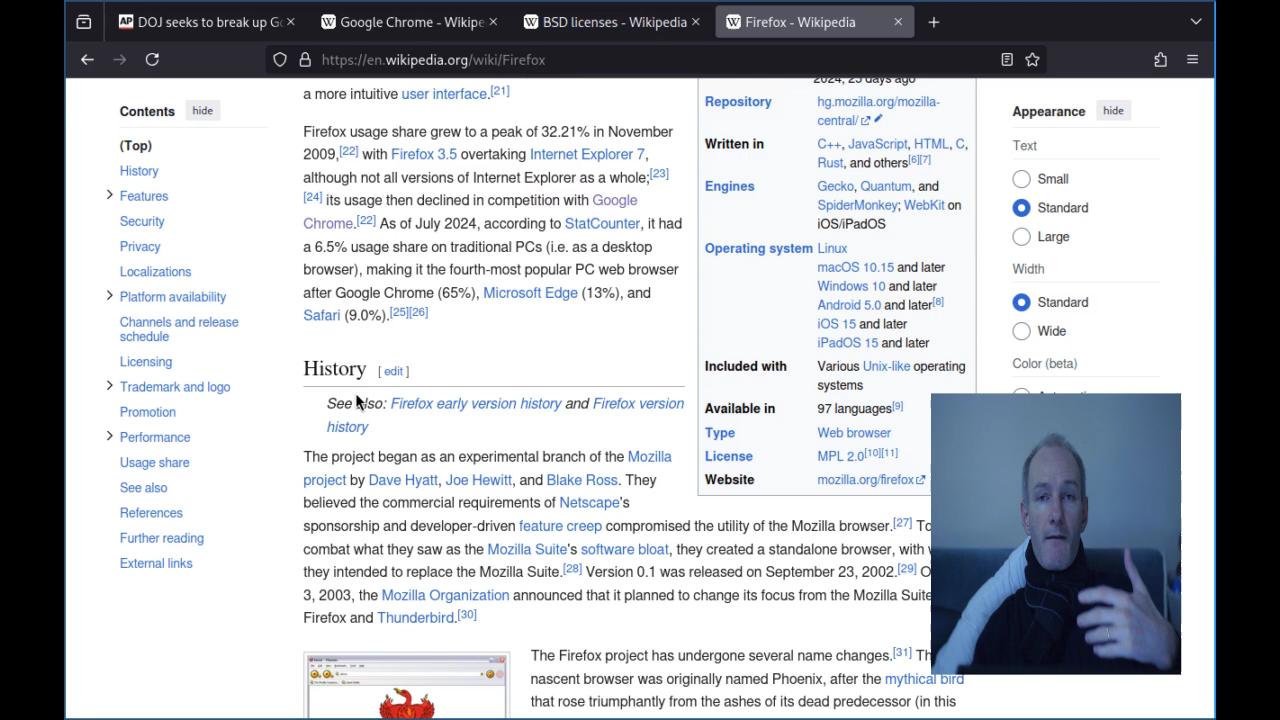 DOJ seeks to break up Go
Google Chrome - Wikipe
BSD licenses - Wikipedia
Firefox - Wikipedia
https://en.wikipedia.org/wiki/Firefox
Contents
hide
(Top)
History
Features
Security
Privacy
Localizations
Platform availability
Channels and release
schedule
Licensing
Trademark and logo
Promotion
Performance
Usage share
See also
References
Further reading
External links
a more intuitive user interface.[21]
Firefox usage share grew to a peak of 32.21% in November
2009,[22] with Firefox 3.5 overtaking Internet Explorer 7,
although not all versions of Internet Explorer as a whole;[23]
[24] its usage then declined in competition with Google
Chrome.[22] As of July 2024, according to StatCounter, it had
a 6.5% usage share on traditional PCs (i.e. as a desktop
browser), making it the fourth-most popular PC web browser
after Google Chrome (65%), Microsoft Edge (13%), and
Safari (9.0%).[25][26]
History [ edit ]
See also: Firefox early version history and Firefox version
history
The project began as an experimental branch of the Mozilla
project by Dave Hyatt, Joe Hewitt, and Blake Ross. They
believed the commercial requirements of Netscape's
sponsorship and developer-driven feature creep compromised the utility of the Mozilla browser.[27]
combat what they saw as the Mozilla Suite's software bloat, they created a standalone browser, with
they intended to replace the Mozilla Suite.[28] Version 0.1 was released on September 23, 2002.[29]
3, 2003, the Mozilla Organization announced that it planned to change its focus from the Mozilla Suite
Firefox and Thunderbird.[30]
The Firefox project has undergone several name changes.[31]
nascent browser was originally named Phoenix, after the mythical bird
that rose triumphantly from the ashes of its dead predecessor (in this
2024, 25 days ago
Repository hg.mozilla.org/mozilla-
central/
Written in C++, JavaScript, HTML, C,
Rust, and others[6][7]
Engines Gecko, Quantum, and
SpiderMonkey; WebKit on
iOS/iPadOS
Operating system Linux
macOS 10.15 and later
Windows 10 and later
Android 5.0 and later[8]
iOS 15 and later
iPadOS 15 and later
Included with Various Unix-like operating
systems
Available in 97 languages[9]
Type Web browser
License MPL 2.0[10][11]
Website mozilla.org/firefox
Appearance
hide
Text
Small
Standard
Large
Width
Standard
Wide
Color (beta)